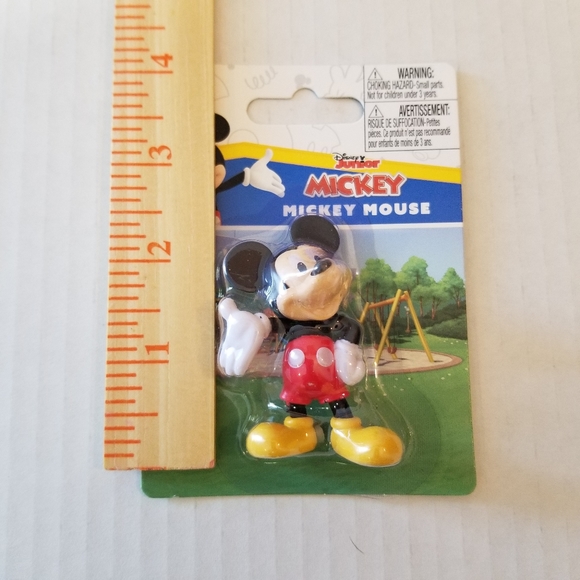 WARNING:
CHOKING HAZARD-Small parts.
Not for children under 3 years.
AVERTISSEMENT:
RISQUE DE SUFFOCATION-Petites
pièces. Ce produit n'est pas recommandé
pour enfants de moins de 3 ans.
Disney
Junior
MICKEY
MICKEY MOUSE
4
3
2
1